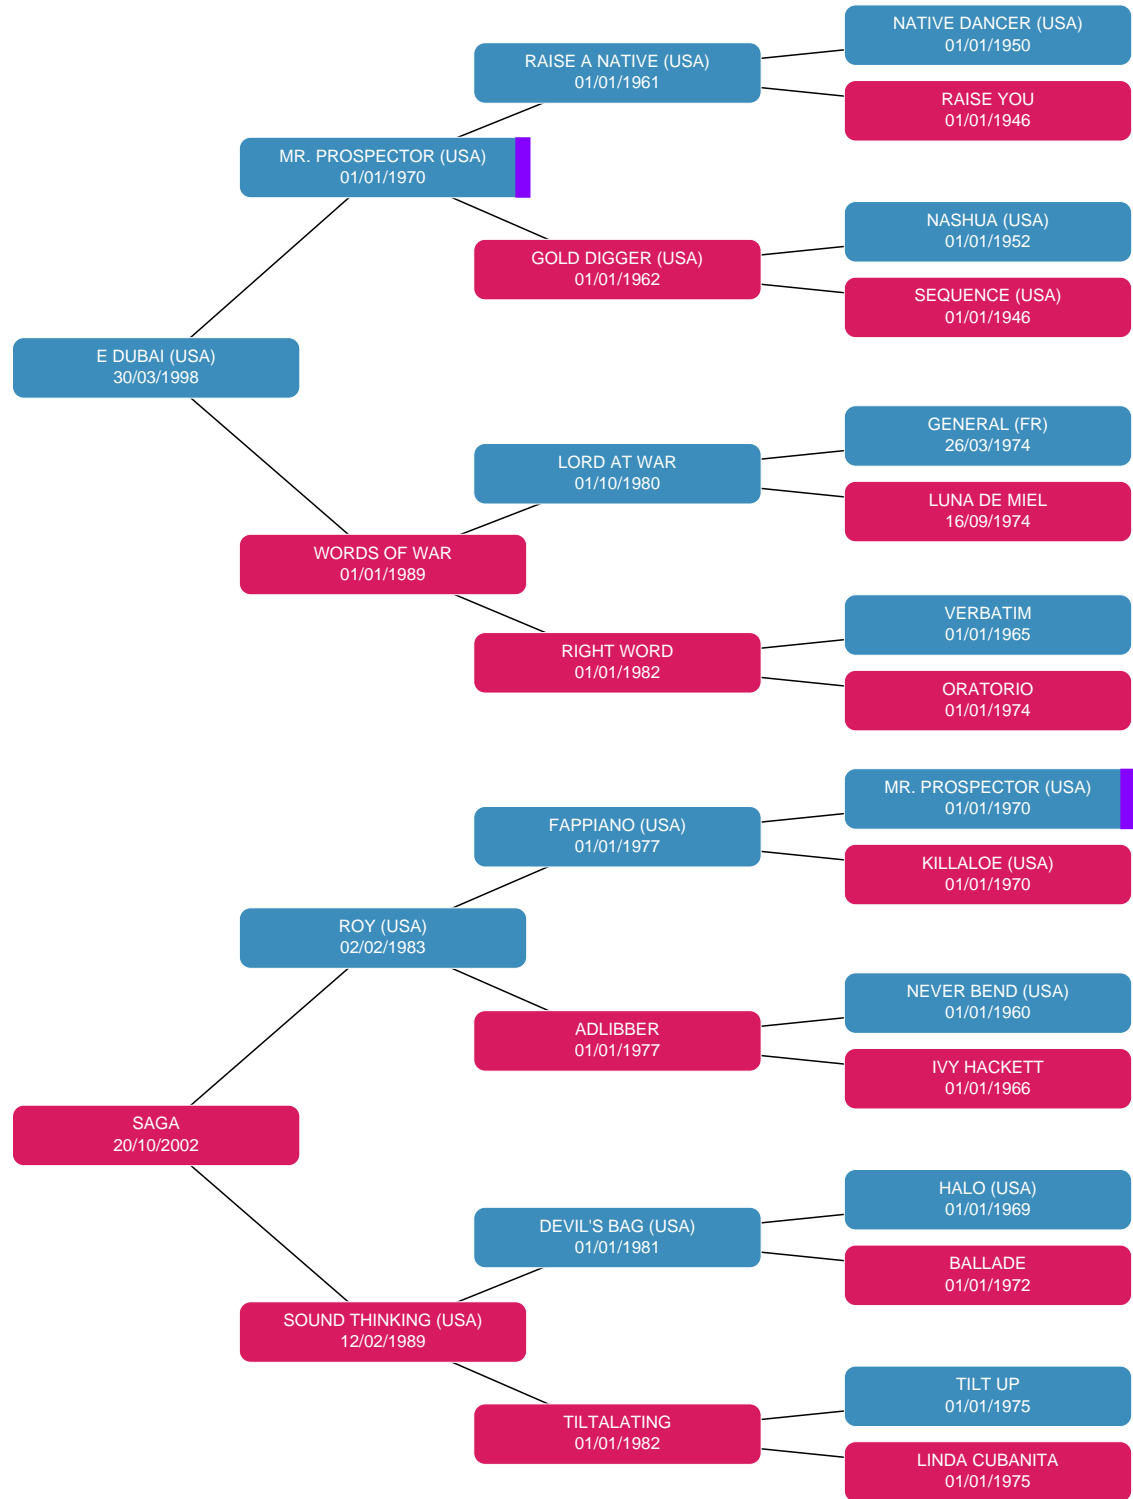 NATIVE DANCER (USA)
01/01/1950
RAISE A NATIVE (USA)
01/01/1961
RAISE YOU
01/01/1946
MR. PROSPECTOR (USA)
01/01/1970
NASHUA (USA)
01/01/1952
GOLD DIGGER (USA)
01/01/1962
SEQUENCE (USA)
01/01/1946
E DUBAI (USA)
30/03/1998
GENERAL (FR)
26/03/1974
LORD AT WAR
01/10/1980
LUNA DE MIEL
16/09/1974
WORDS OF WAR
01/01/1989
VERBATIM
01/01/1965
RIGHT WORD
01/01/1982
ORATORIO
01/01/1974
MR. PROSPECTOR (USA)
01/01/1970
FAPPIANO (USA)
01/01/1977
KILLALOE (USA)
01/01/1970
ROY (USA)
02/02/1983
NEVER BEND (USA)
01/01/1960
ADLIBBER
01/01/1977
IVY HACKETT
01/01/1966
SAGA
20/10/2002
HALO (USA)
01/01/1969
DEVIL'S BAG (USA)
01/01/1981
BALLADE
01/01/1972
SOUND THINKING (USA)
12/02/1989
TILT UP
01/01/1975
TILTALATING
01/01/1982
LINDA CUBANITA
01/01/1975